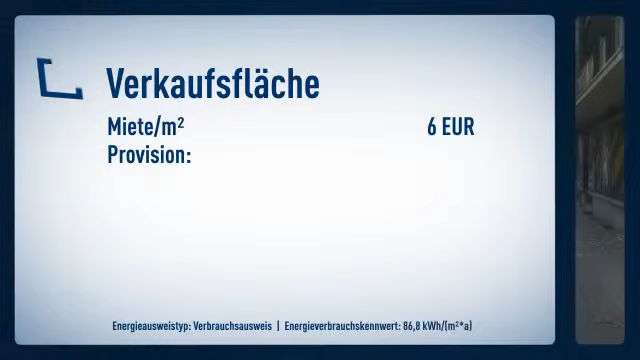 Verkaufsfläche
Miete/m² 6 EUR
Provision:
Energieausweistyp: Verbrauchsausweis | Energieverbrauchskennwert: 86,8 kWh/(m²*a)